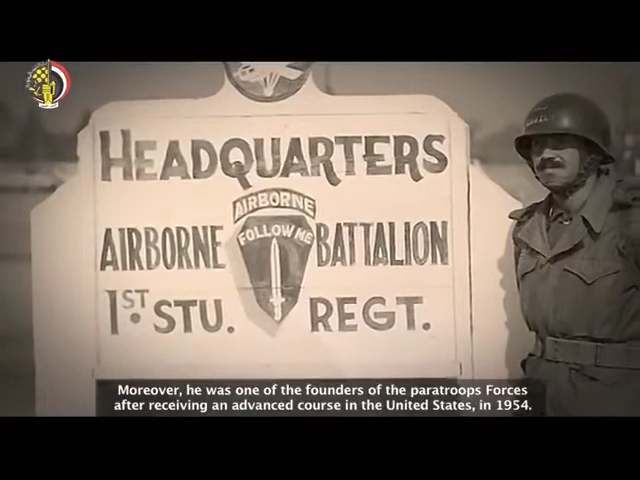 HEADQUARTERS
AIRBORNE
FOLLOW ME
AIRBORNE BATTALION
1ST. STU. REGT.
Moreover, he was one of the founders of the paratroops Forces
after receiving an advanced course in the United States, in 1954.